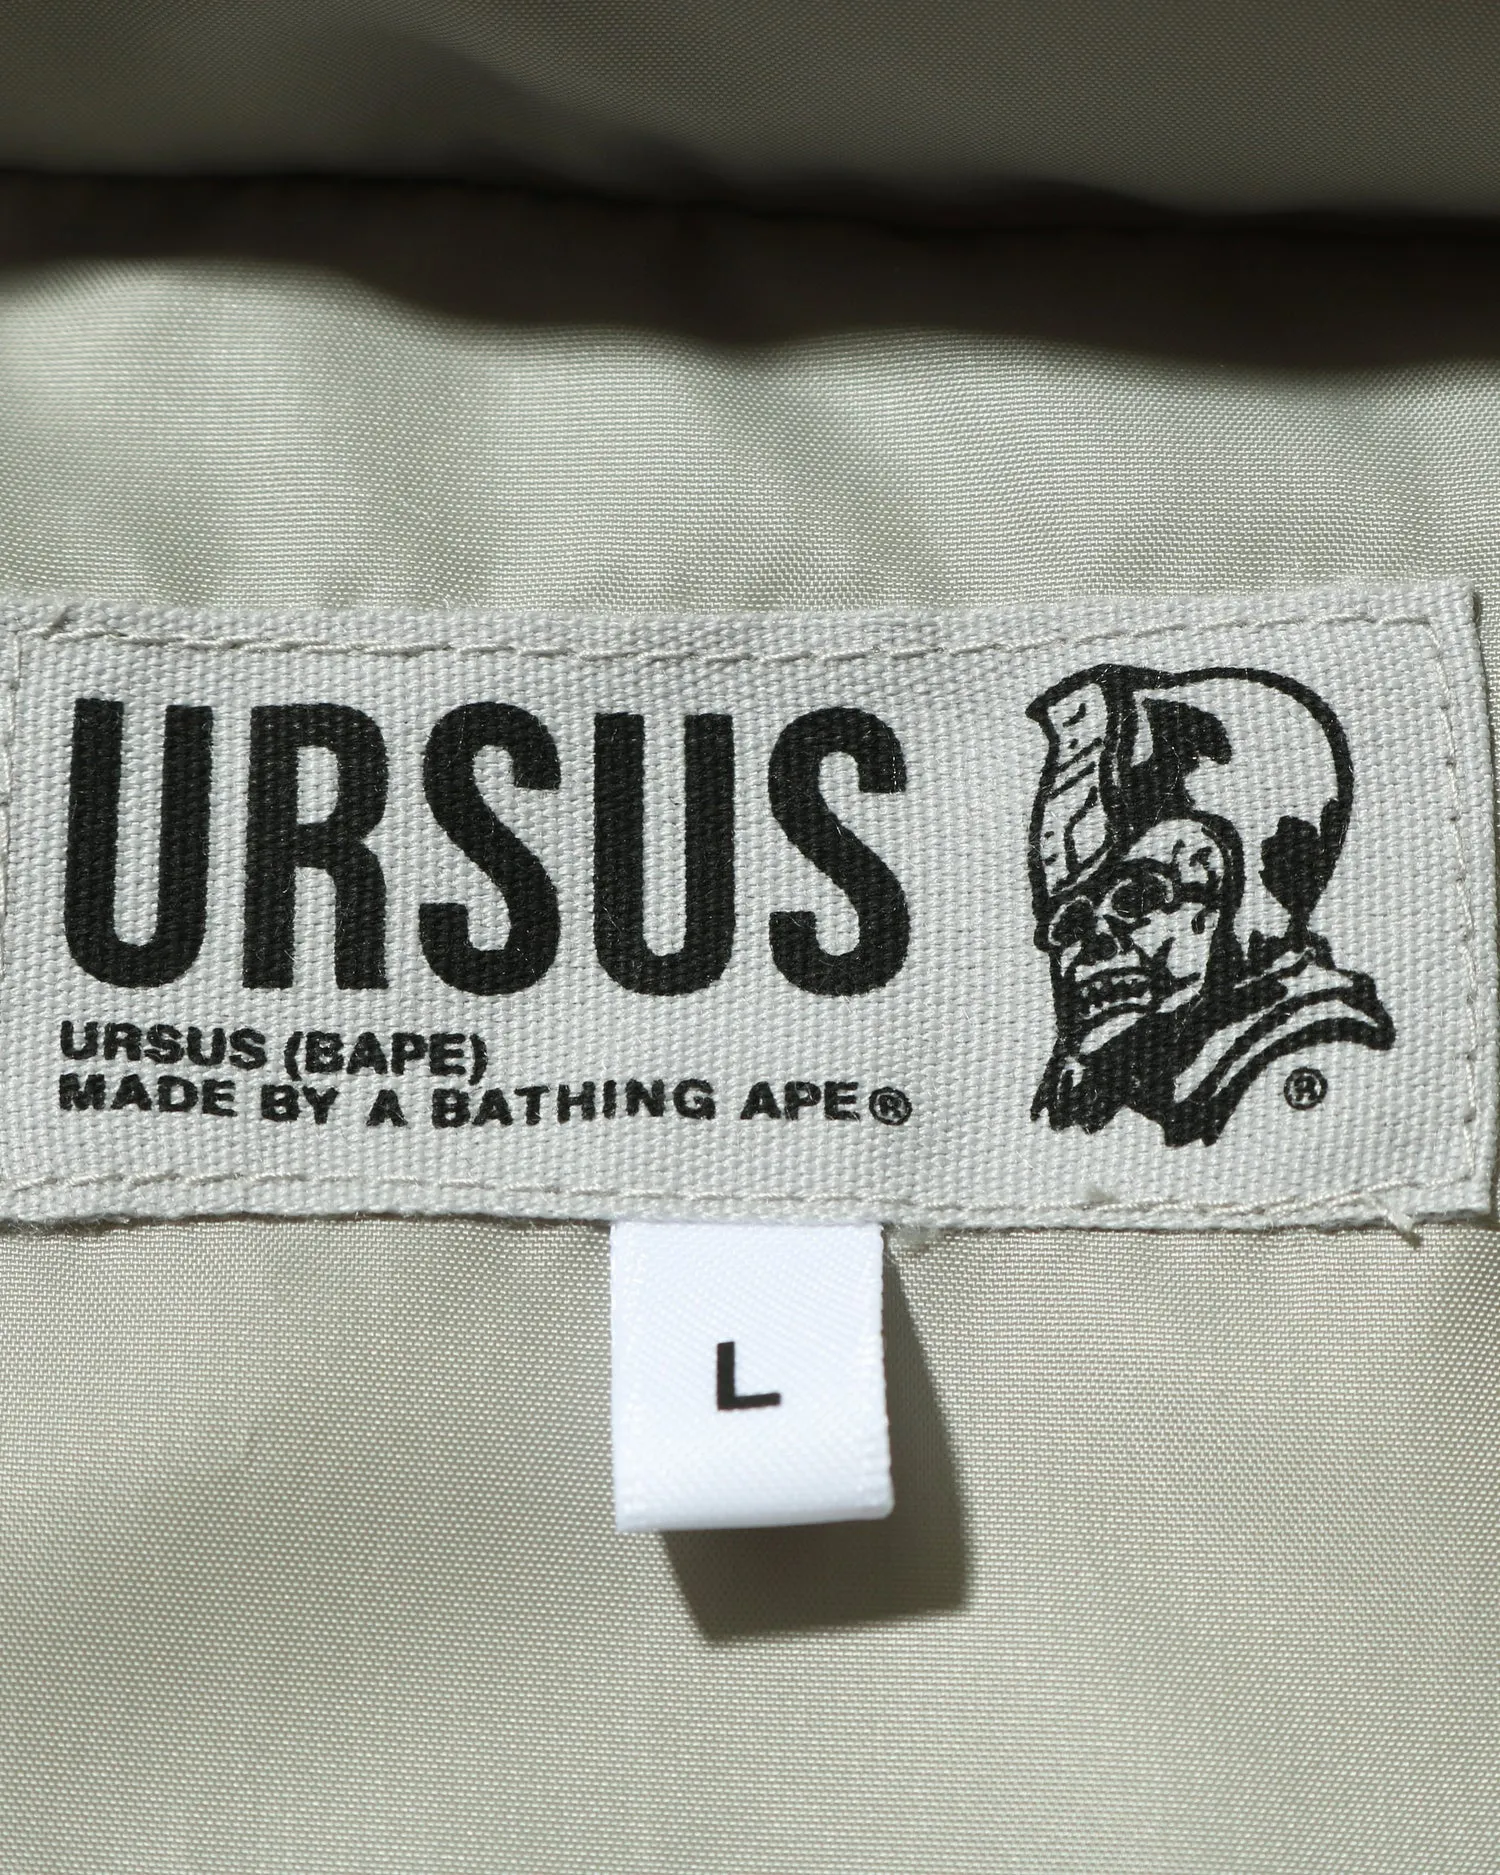 URSUS
URSUS (BAPE)
MADE BY A BATHING APE®
®
L